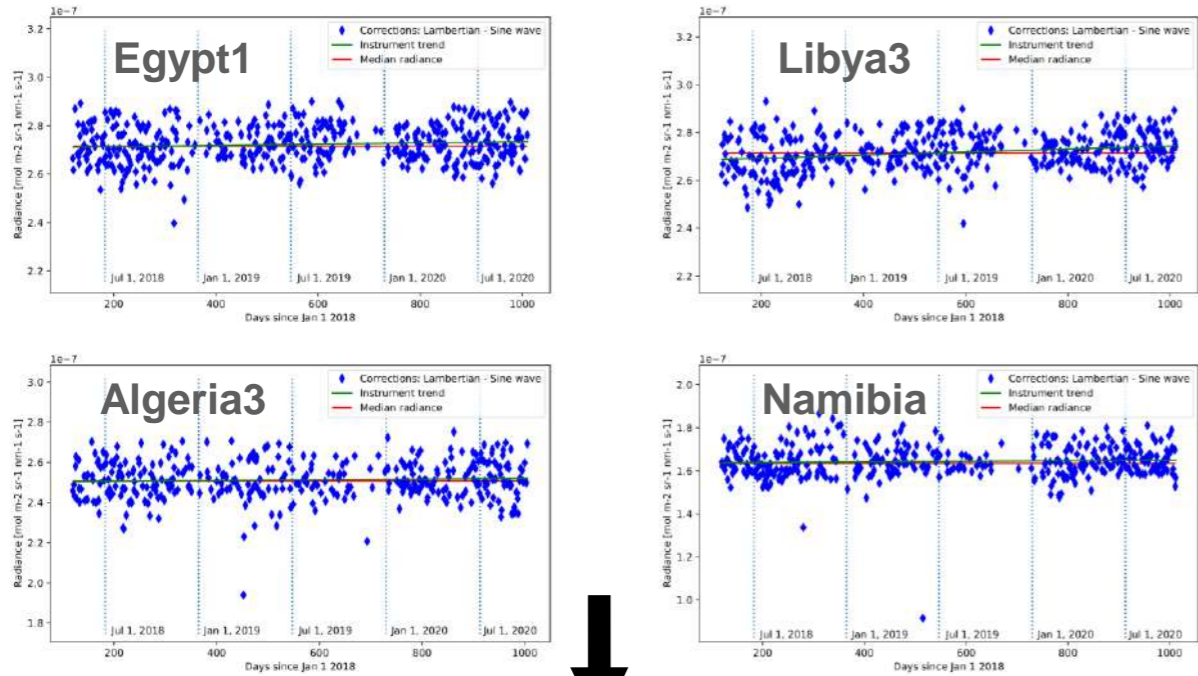 1e−7
3.2
3.0
2.8
2.6
2.4
2.2
Radiance [mol m-2 sr-1 nm-1 s-1]
Egypt1
Corrections: Lambertian - Sine wave
Instrument trend
Median radiance
Jul 1, 2018
Jan 1, 2019
Jul 1, 2019
Jan 1, 2020
Jul 1, 2020
200
400
600
800
1000
Days since Jan 1 2018
1e−7
3.2
3.0
2.8
2.6
2.4
2.2
Radiance [mol m-2 sr-1 nm-1 s-1]
Libya3
Corrections: Lambertian - Sine wave
Instrument trend
Median radiance
Jul 1, 2018
Jan 1, 2019
Jul 1, 2019
Jan 1, 2020
Jul 1, 2020
200
400
600
800
1000
Days since Jan 1 2018
1e−7
3.0
2.8
2.6
2.4
2.2
2.0
1.8
Radiance [mol m-2 sr-1 nm-1 s-1]
Algeria3
Corrections: Lambertian - Sine wave
Instrument trend
Median radiance
Jul 1, 2018
Jan 1, 2019
Jul 1, 2019
Jan 1, 2020
Jul 1, 2020
200
400
600
800
1000
Days since Jan 1 2018
1e−7
2.0
1.8
1.6
1.4
1.2
1.0
Radiance [mol m-2 sr-1 nm-1 s-1]
Namibia
Corrections: Lambertian - Sine wave
Instrument trend
Median radiance
Jul 1, 2018
Jan 1, 2019
Jul 1, 2019
Jan 1, 2020
Jul 1, 2020
200
400
600
800
1000
Days since Jan 1 2018